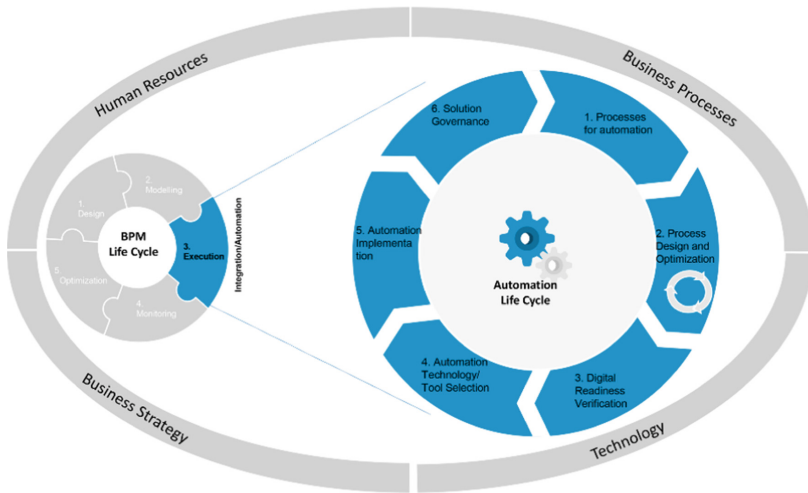 Human Resources
Business Processes
2.
Modelling
1.
Design
BPM
Life Cycle
3.
Execution
5.
Optimization
4.
Monitoring
Integration/Automation
6. Solution
Governance
1. Processes
for automation
5. Automation
Implementa
tion
2. Process
Design and
Optimization
Automation
Life Cycle
4. Automation
Technology/
Tool Selection
3. Digital
Readiness
Verification
Business Strategy
Technology